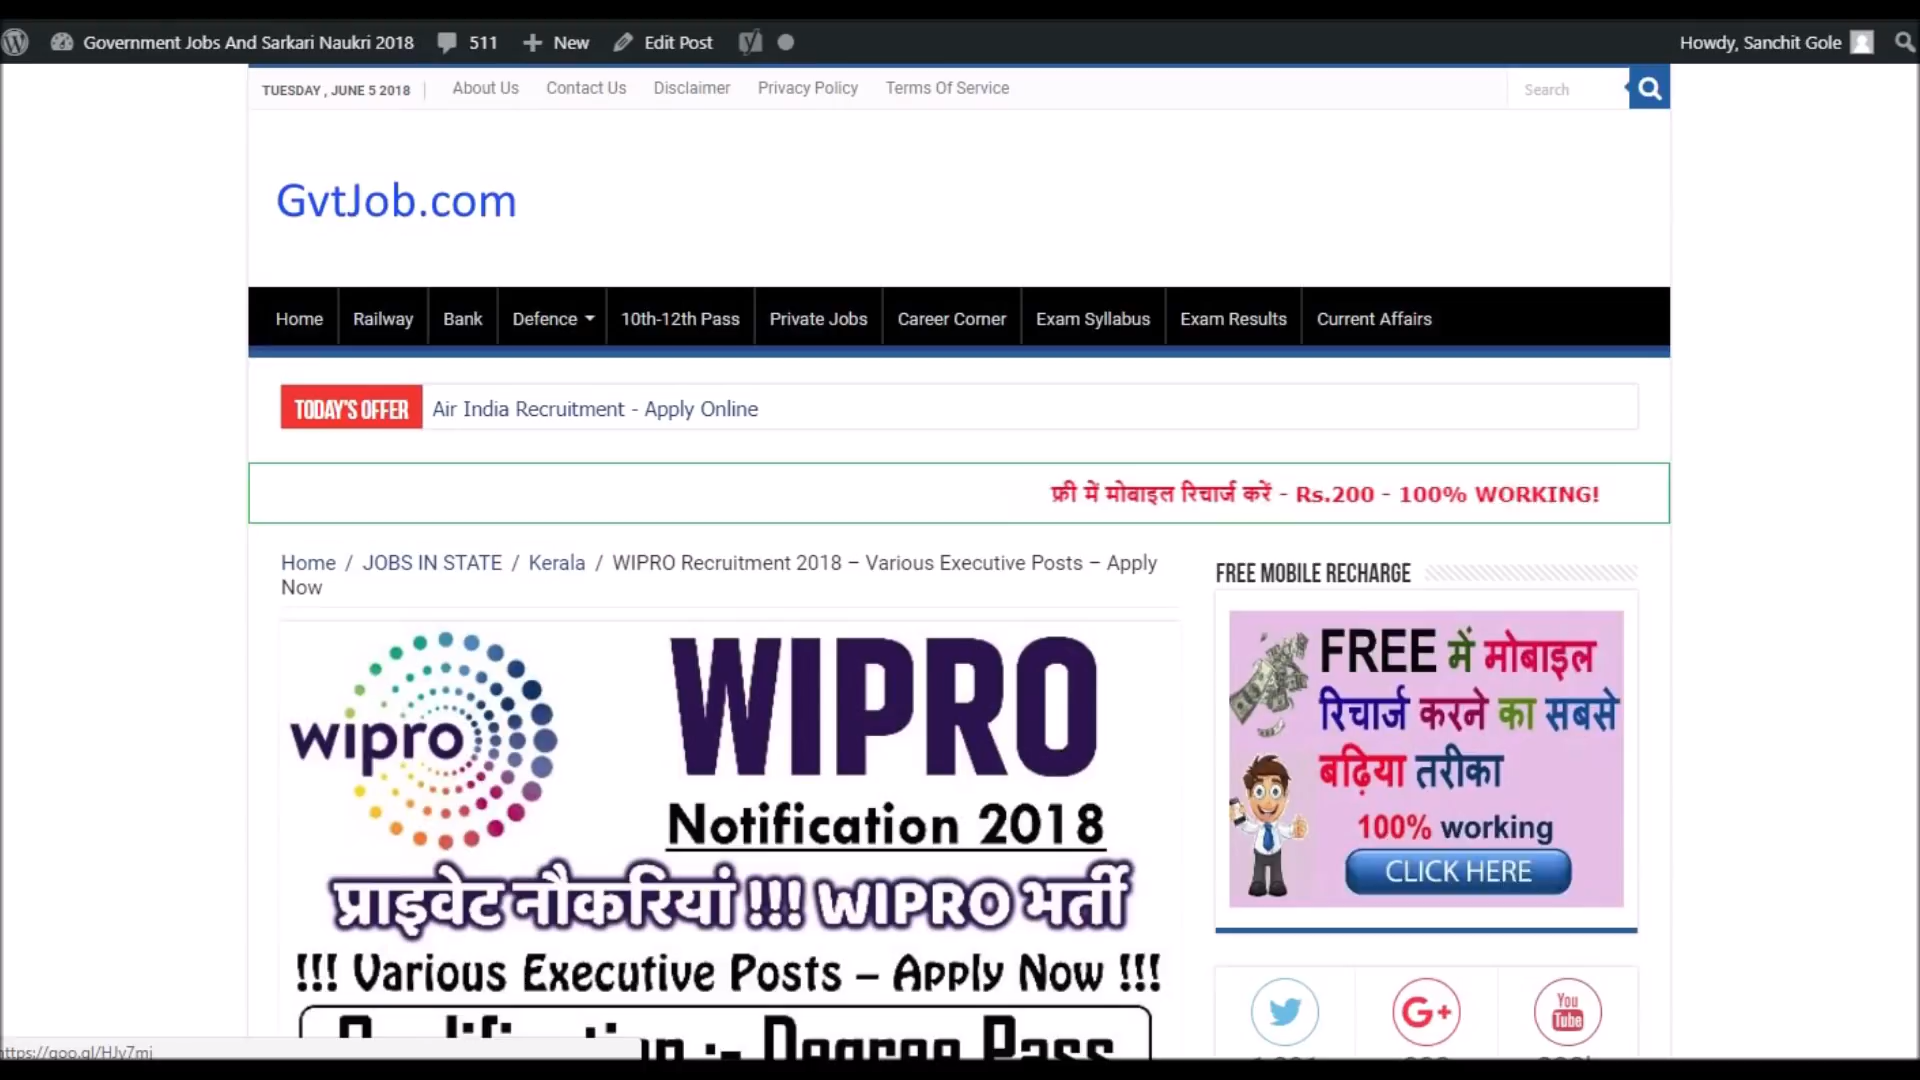 Government Jobs And Sarkari Naukri 2018 511 New Edit Post Howdy, Sanchit Gole
TUESDAY , JUNE 5 2018 About Us Contact Us Disclaimer Privacy Policy Terms Of Service Search
GvtJob.com
Home Railway Bank Defence 10th-12th Pass Private Jobs Career Corner Exam Syllabus Exam Results Current Affairs
TODAY'S OFFER Air India Recruitment - Apply Online
फ्री में मोबाइल रिचार्ज करें - Rs.200 - 100% WORKING!
Home / JOBS IN STATE / Kerala / WIPRO Recruitment 2018 – Various Executive Posts – Apply
Now
FREE MOBILE RECHARGE
wipro
WIPRO
Notification 2018
प्राइवेट नौकरियां !!! WIPRO भर्ती
!!! Various Executive Posts – Apply Now !!!
Qualification :- Degree Pass
FREE में मोबाइल
रिचार्ज करने का सबसे
बढ़िया तरीका
100% working
CLICK HERE
G+
You
Tube